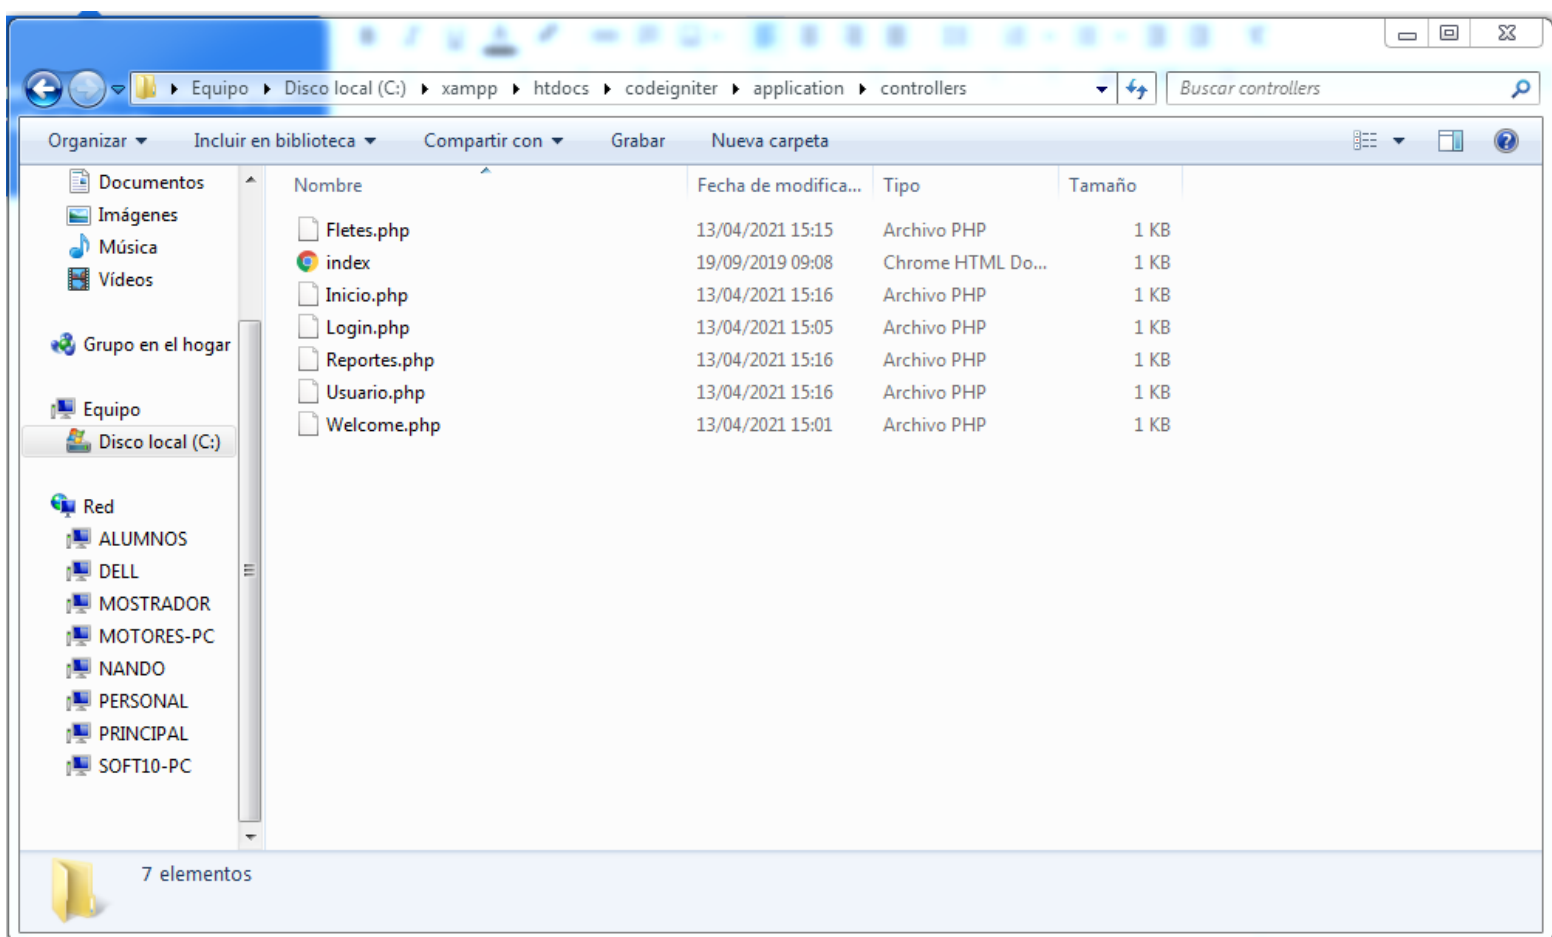 Equipo Disco local (C:) xampp htdocs codeigniter application controllers
Buscar controllers
Organizar Incluir en biblioteca Compartir con Grabar Nueva carpeta
Documentos
Imágenes
Música
Vídeos
Grupo en el hogar
Equipo
Disco local (C:)
Red
ALUMNOS
DELL
MOSTRADOR
MOTORES-PC
NANDO
PERSONAL
PRINCIPAL
SOFT10-PC
Nombre Fecha de modifica... Tipo Tamaño
Fletes.php 13/04/2021 15:15 Archivo PHP 1 KB
index 19/09/2019 09:08 Chrome HTML Do... 1 KB
Inicio.php 13/04/2021 15:16 Archivo PHP 1 KB
Login.php 13/04/2021 15:05 Archivo PHP 1 KB
Reportes.php 13/04/2021 15:16 Archivo PHP 1 KB
Usuario.php 13/04/2021 15:16 Archivo PHP 1 KB
Welcome.php 13/04/2021 15:01 Archivo PHP 1 KB
7 elementos